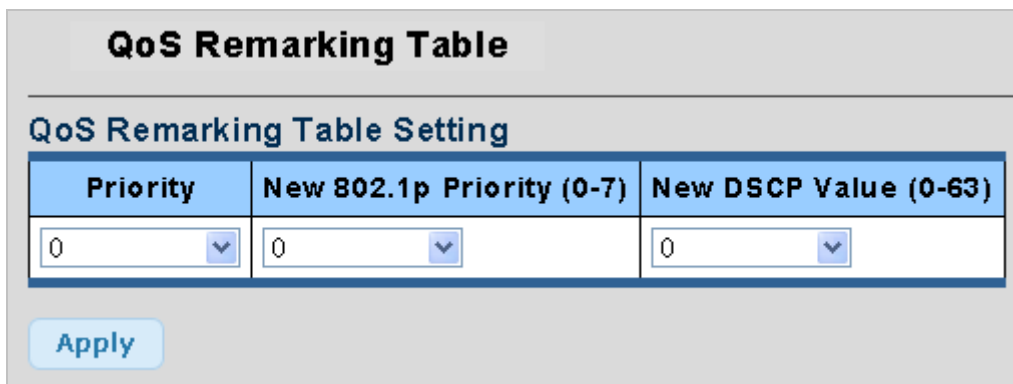 QoS Remarking Table
QoS Remarking Table Setting
Priority New 802.1p Priority (0-7) New DSCP Value (0-63)
0 0 0
Apply